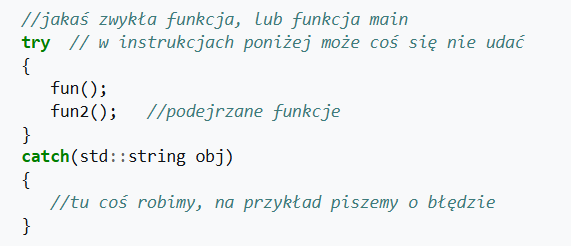 //jakaś zwykła funkcja, lub funkcja main
try // w instrukcjach poniżej może coś się nie udać
{
fun();
fun2(); //podejrzane funkcje
}
catch(std::string obj)
{
//tu coś robimy, na przykład piszemy o błędzie
}